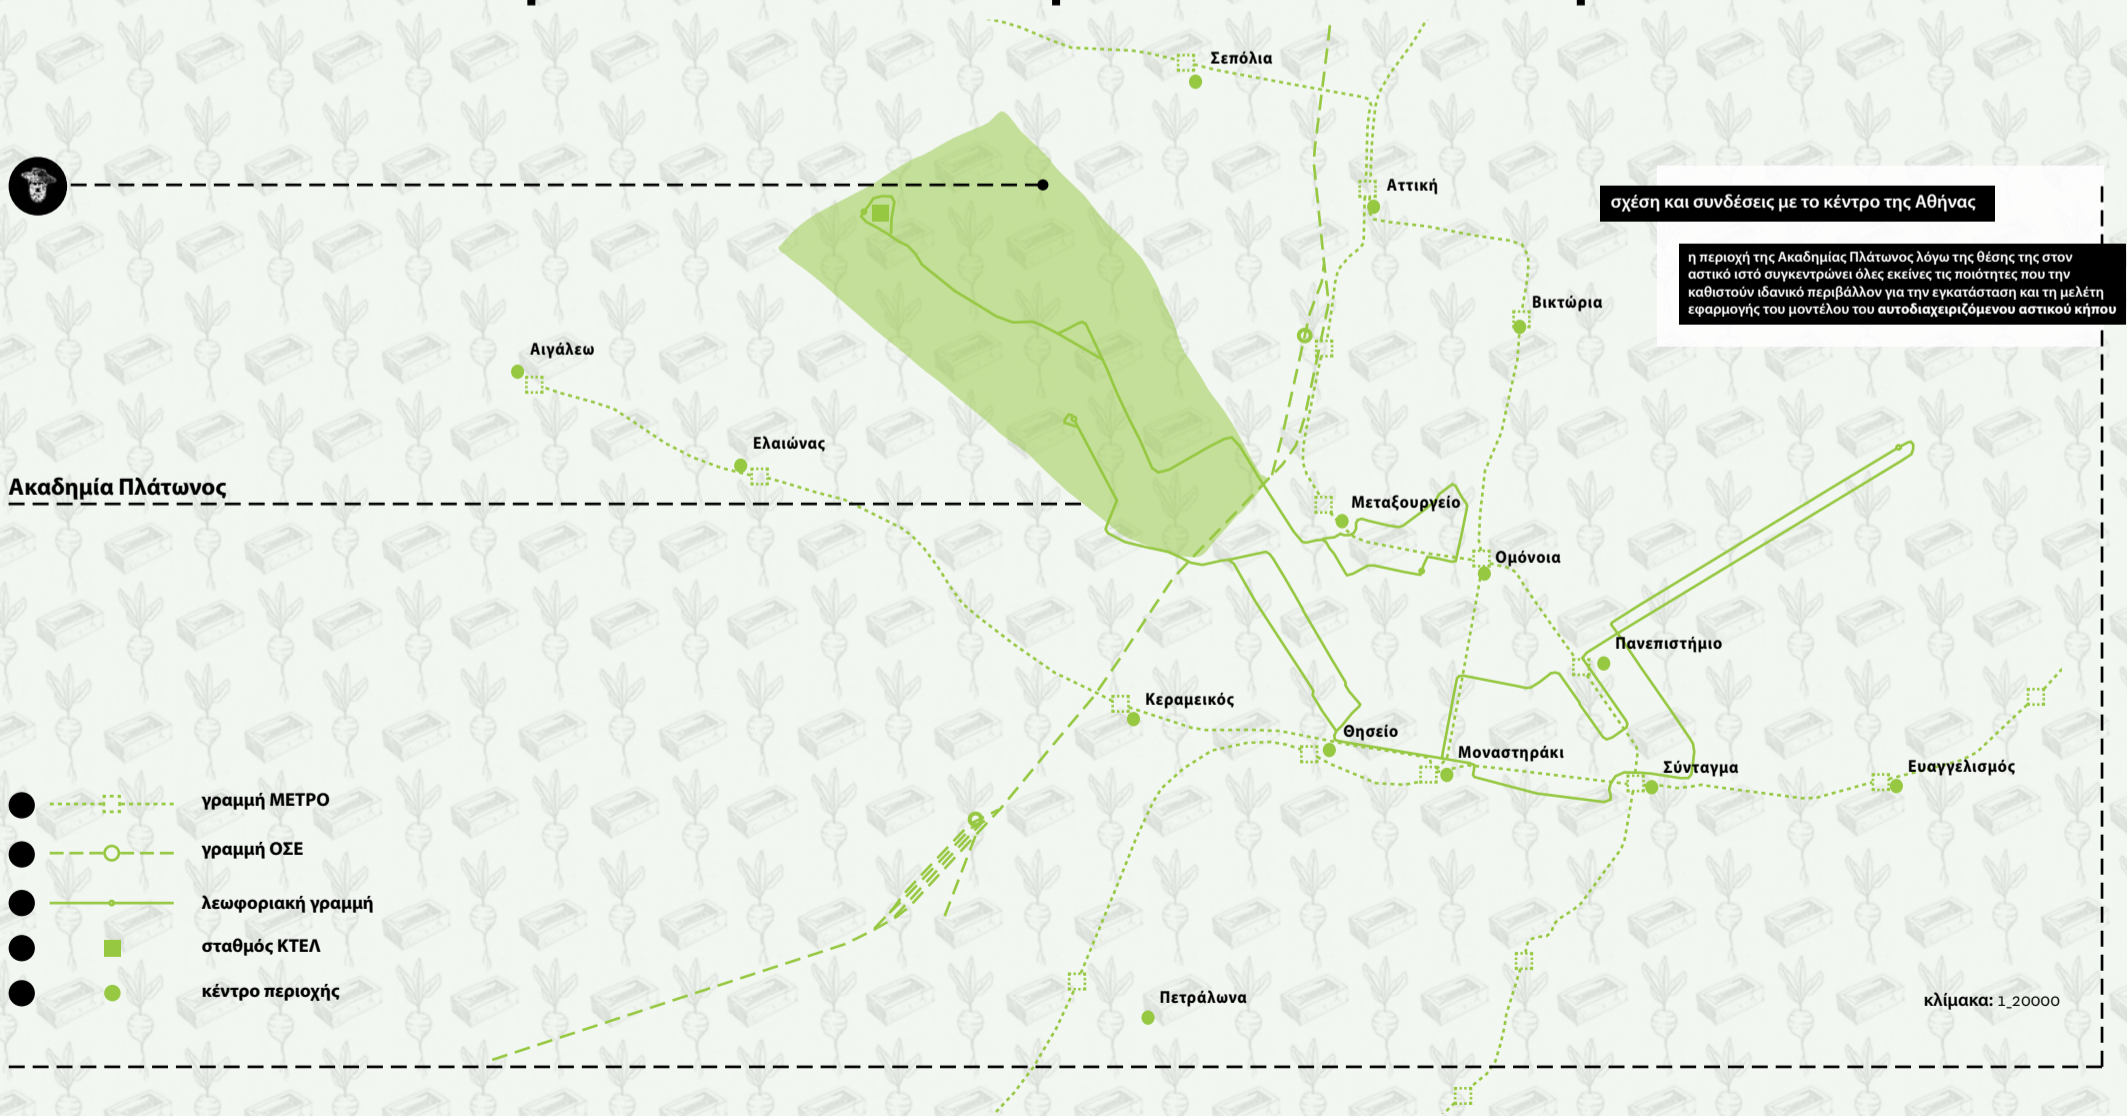 Σεπόλια
Αττική
σχέση και συνδέσεις με το κέντρο της Αθήνας
η περιοχή της Ακαδημίας Πλάτωνος λόγω της θέσης της στον
αστικό ιστό συγκεντρώνει όλες εκείνες τις ποιότητες που την
καθιστούν ιδανικό περιβάλλον για την εγκατάσταση και τη μελέτη
εφαρμογής του μοντέλου του αυτοδιαχειριζόμενου αστικού κήπου
Βικτώρια
Αιγάλεω
Ελαιώνας
Ακαδημία Πλάτωνος
Μεταξουργείο
Ομόνοια
Πανεπιστήμιο
Κεραμεικός
Θησείο
Μοναστηράκι
Σύνταγμα
Ευαγγελισμός
γραμμή ΜΕΤΡΟ
γραμμή ΟΣΕ
λεωφοριακή γραμμή
σταθμός ΚΤΕΛ
κέντρο περιοχής
Πετράλωνα
κλίμακα: 1_20000